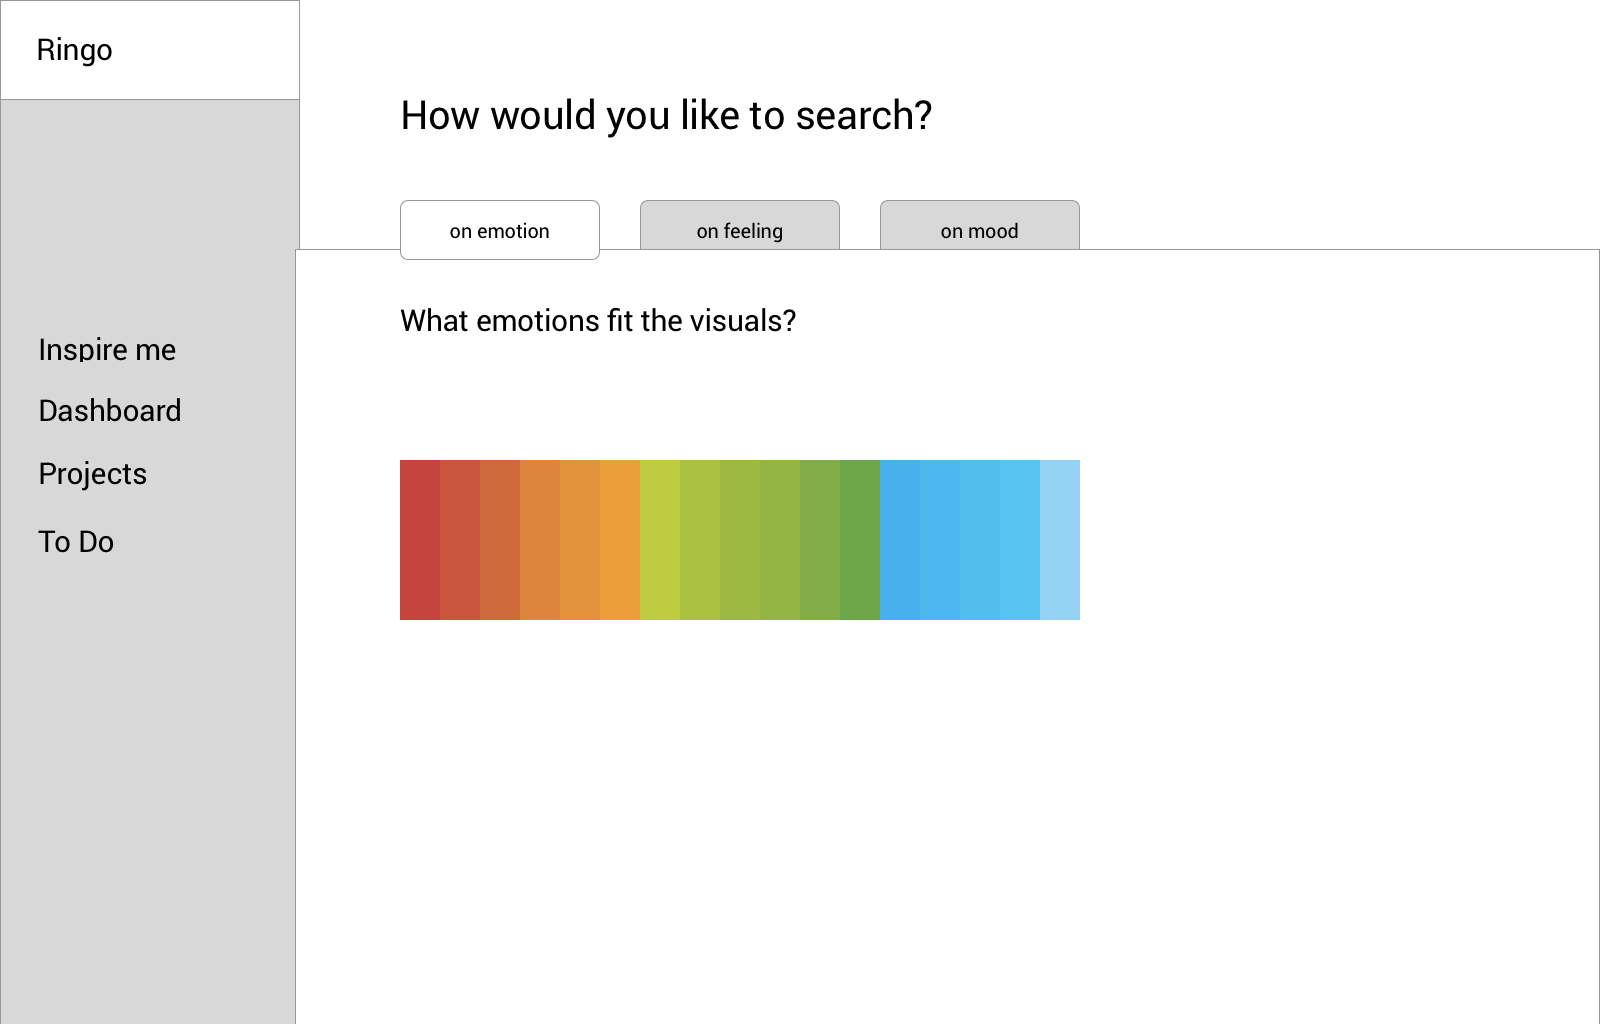 Ringo
How would you like to search?
on emotion
on feeling
on mood
What emotions fit the visuals?
Inspire me
Dashboard
Projects
To Do